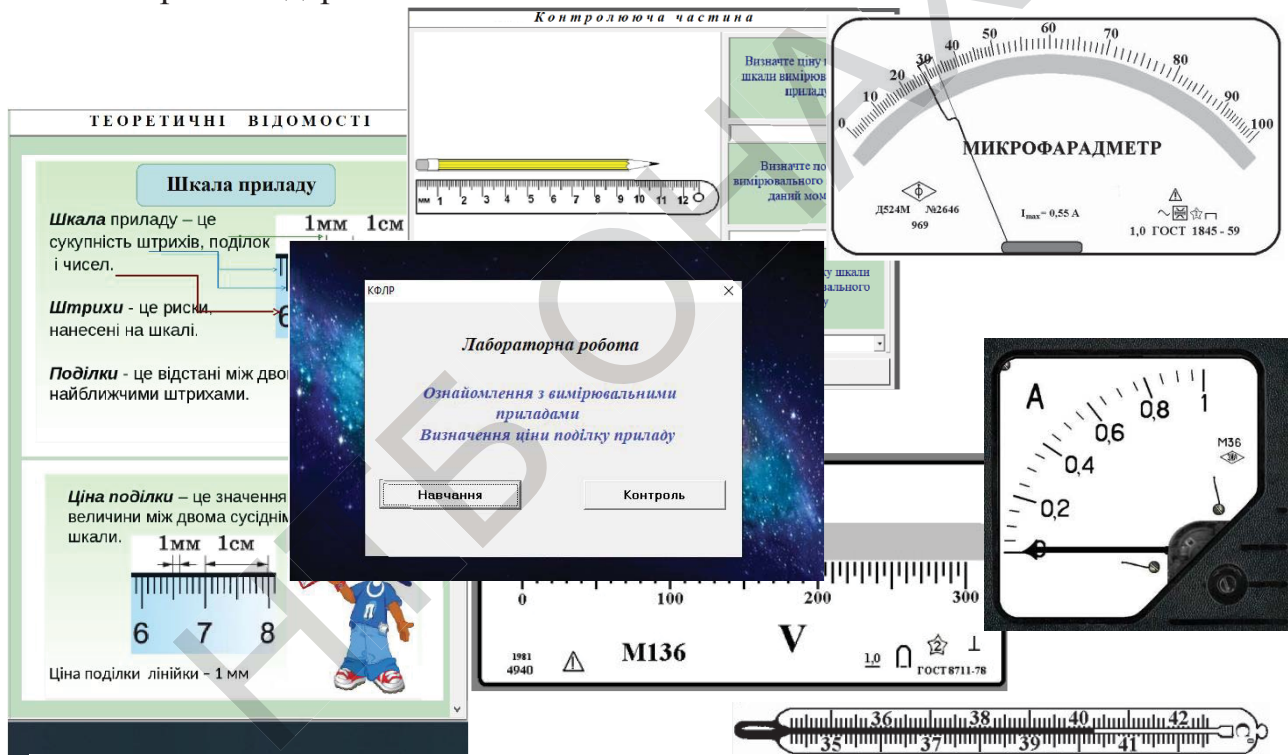 Контролююча частина
Визначте ціну
шкали
приладу
Визначте
вимірювального
даний
шкали
мм 1 2 3 4 5 6 7 8 9 10 11 12
0 10 20 30 40 50 60 70 80 90 100
МИКРОФАРАДМЕТР
Д524М №2646
969
Imax= 0,55 А
1,0 ГОСТ 1845 - 59
ТЕОРЕТИЧНІ ВІДОМОСТІ
Шкала приладу
Шкала приладу – це
сукупність штрихів, поділок
і чисел.
1мм 1см
6
Штрихи - це риски,
нанесені на шкалі.
Поділки - це відстані між
найближчими штрихами.
Ціна поділки – це значення
величини між двома
шкали.
1мм 1см
6 7 8
Ціна поділки лінійки – 1 мм
КФЛР
Лабораторна робота
Ознайомлення з вимірювальними
приладами
Визначення ціни поділку приладу
Навчання Контроль
A
0 0,2 0,4 0,6 0,8 1
М36
0 100 200 300
1981
4940
М136
V
1,0
2
ГОСТ 8711-78
36 38 40 42
35 37 39 41
НТБ ОНАХ